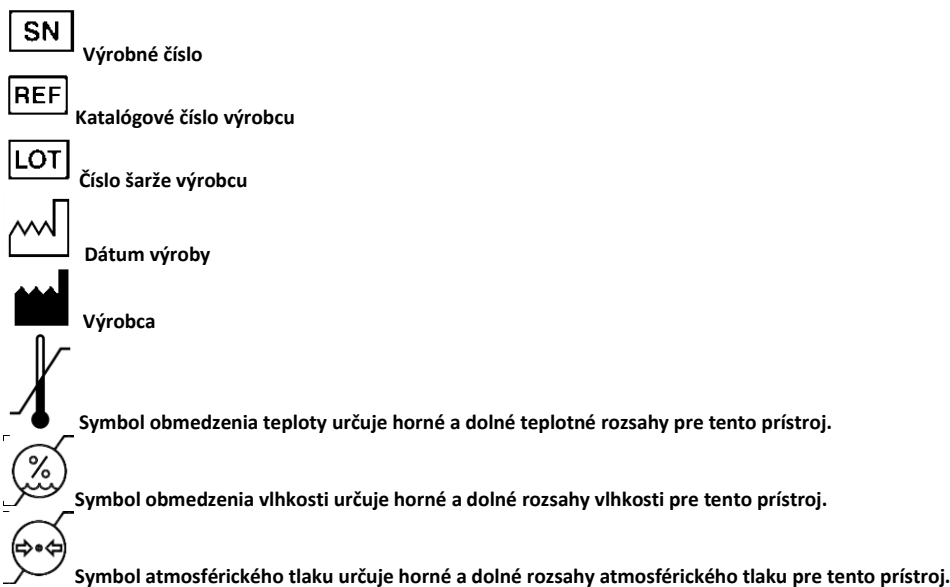 SN
Výrobné číslo
REF
Katalógové číslo výrobcu
LOT
Číslo šarže výrobcu
Dátum výroby
Výrobca
Symbol obmedzenia teploty určuje horné a dolné teplotné rozsahy pre tento prístroj.
%
Symbol obmedzenia vlhkosti určuje horné a dolné rozsahy vlhkosti pre tento prístroj.
Symbol atmosférického tlaku určuje horné a dolné rozsahy atmosférického tlaku pre tento prístroj.